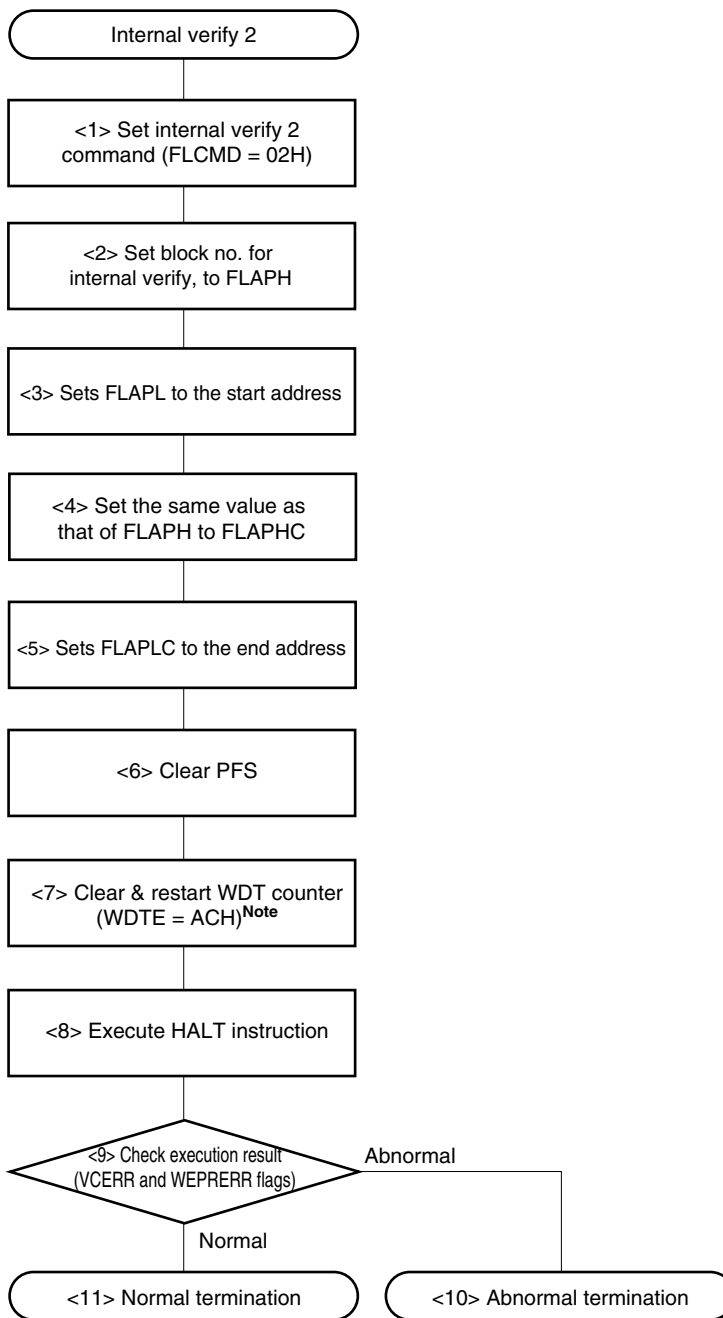 Internal verify 2
<1> Set internal verify 2
command (FLCMD = 02H)
<2> Set block no. for
internal verify, to FLAPH
<3> Sets FLAPL to the start address
<4> Set the same value as
that of FLAPH to FLAPHC
<5> Sets FLAPLC to the end address
<6> Clear PFS
<7> Clear & restart WDT counter
(WDTE = ACH)Note
<8> Execute HALT instruction
<9> Check execution result
(VCERR and WEPRERR flags)
Abnormal
Normal
<11> Normal termination
<10> Abnormal termination